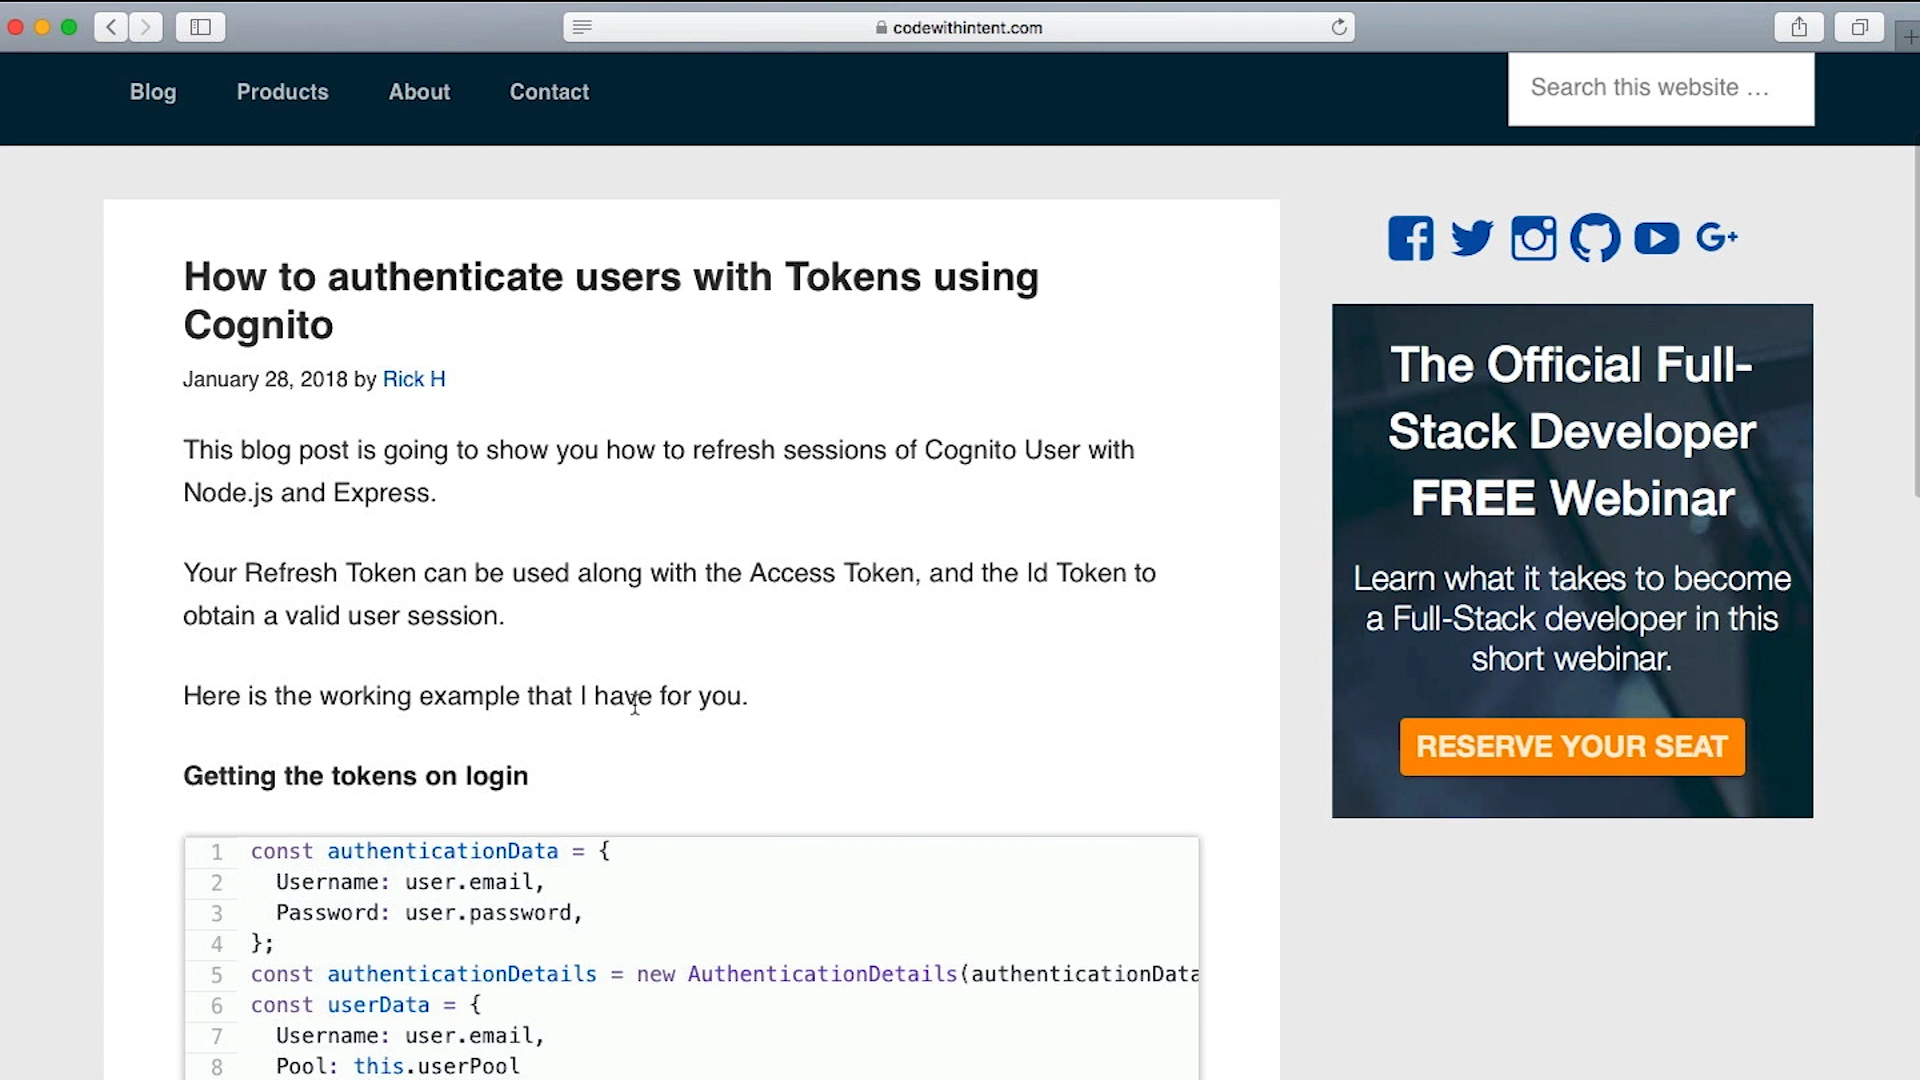 codewithintent.com
Blog
Products
About
Contact
Search this website …
How to authenticate users with Tokens using
Cognito
January 28, 2018 by Rick H
This blog post is going to show you how to refresh sessions of Cognito User with
Node.js and Express.
Your Refresh Token can be used along with the Access Token, and the Id Token to
obtain a valid user session.
Here is the working example that I have for you.
Getting the tokens on login
1 const authenticationData = {
2 Username: user.email,
3 Password: user.password,
4 };
5 const authenticationDetails = new AuthenticationDetails(authenticationData
6 const userData = {
7 Username: user.email,
8 Pool: this.userPool
G+
The Official Full-
Stack Developer
FREE Webinar
Learn what it takes to become
a Full-Stack developer in this
short webinar.
RESERVE YOUR SEAT